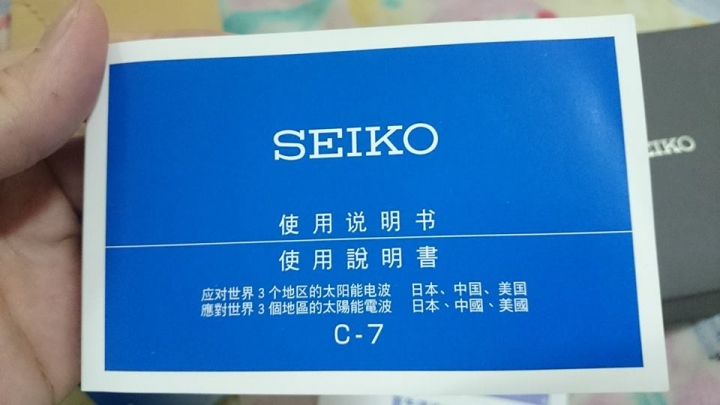 SEIKO
使用说明书
使用說明書
应对世界3个地区的太阳能电波 日本、中国、美国
應對世界3個地區的太陽能電波 日本、中國、美國
C-7
EIKO